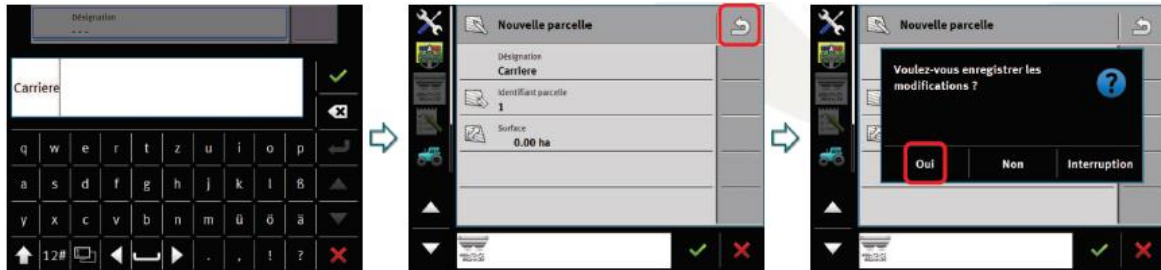 Désignation
---
Carriere
q w e r t z u i o p
a s d f g h j k l ß
y x c v b n m ü ö ä
12# . , ! ?
Nouvelle parcelle
Désignation
Carriere
Identifiant parcelle
1
Surface
0.00 ha
Nouvelle parcelle
Voulez-vous enregistrer les
modifications ?
?
Oui Non Interruption